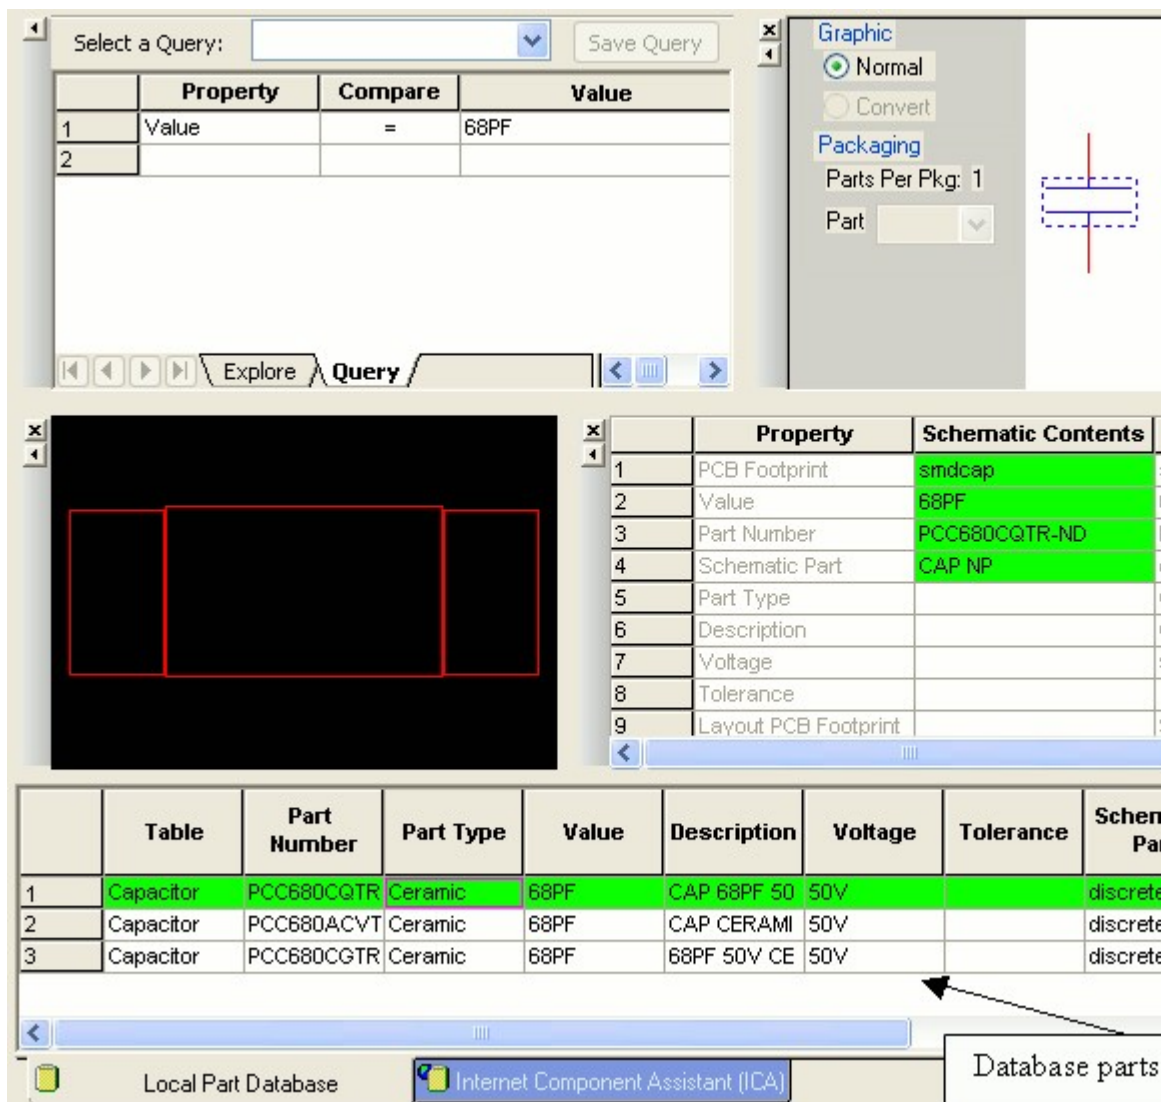 Select a Query: Save Query
Property Compare Value
1 Value = 68PF
2
Explore Query
Graphic
Normal
Convert
Packaging
Parts Per Pkg: 1
Part
Property Schematic Contents
1 PCB Footprint smdcap
2 Value 68PF
3 Part Number PCC680CQTR-ND
4 Schematic Part CAP NP
5 Part Type
6 Description
7 Voltage
8 Tolerance
9 Layout PCB Footprint
Table Part Number Part Type Value Description Voltage Tolerance Schem Pa
1 Capacitor PCC680CQTR Ceramic 68PF CAP 68PF 50 50V discrete
2 Capacitor PCC680ACVT Ceramic 68PF CAP CERAMI 50V discrete
3 Capacitor PCC680CGTR Ceramic 68PF 68PF 50V CE 50V discrete
Database parts
Local Part Database Internet Component Assistant (ICA)